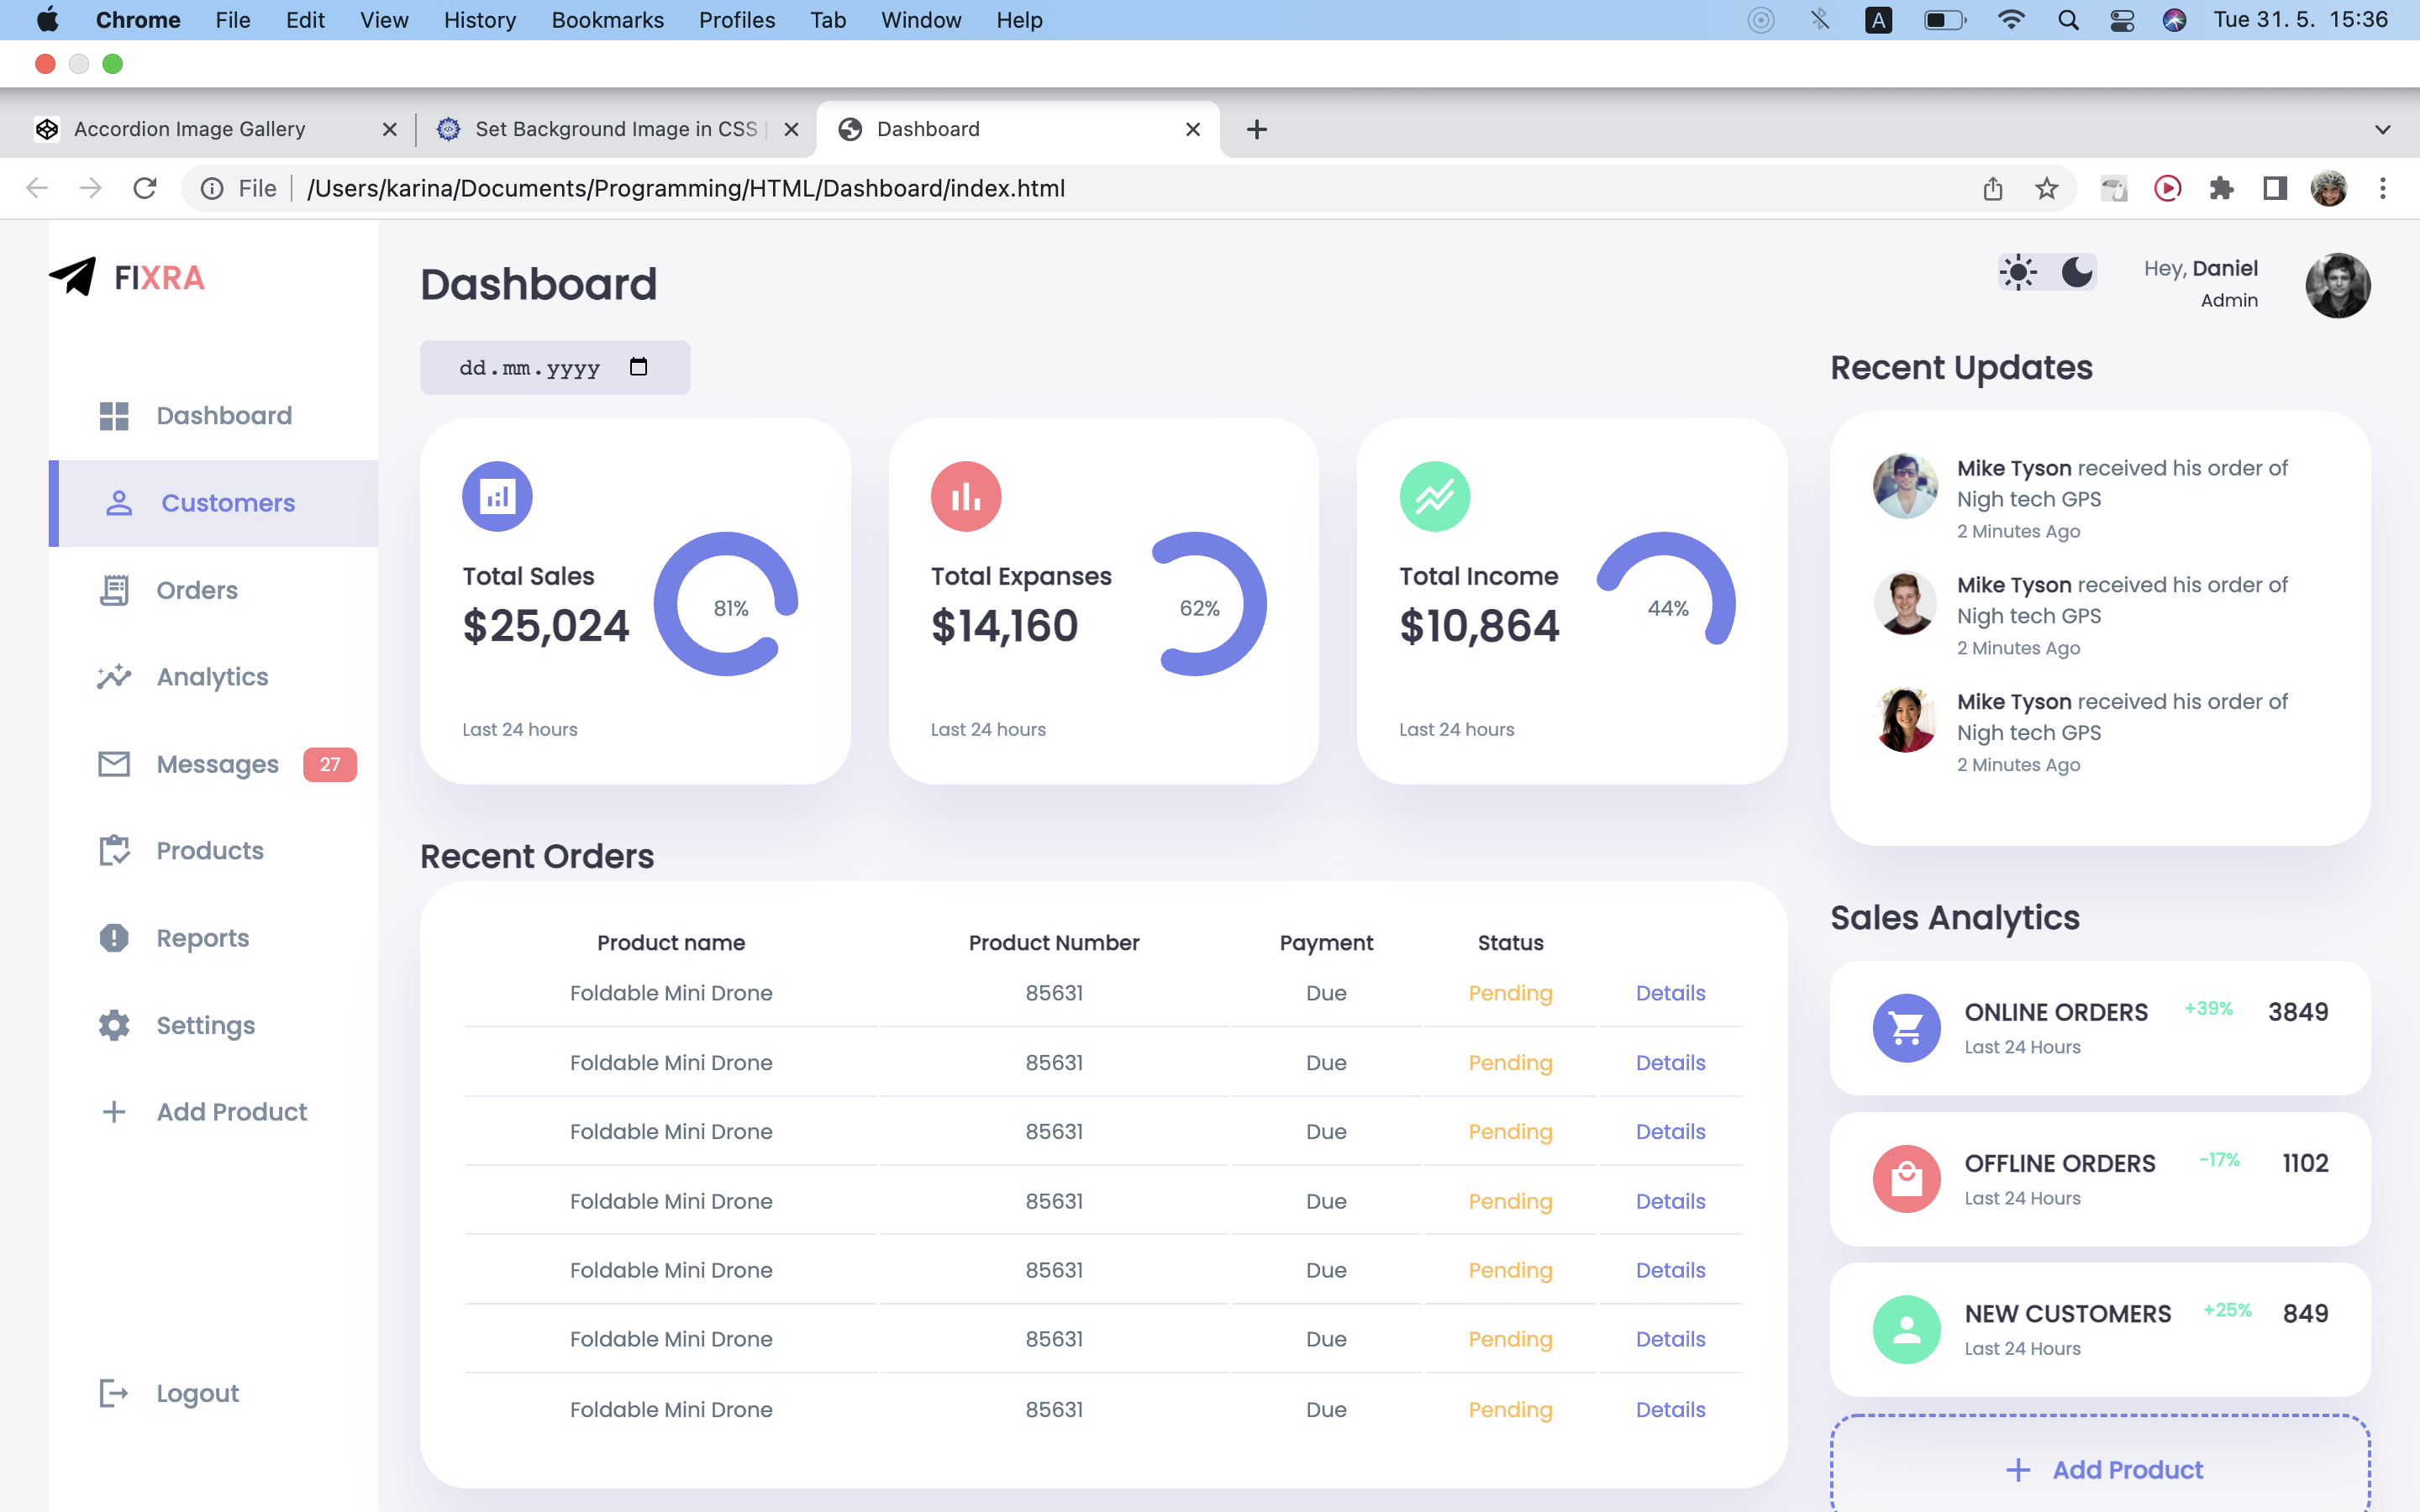 Chrome File Edit View History Bookmarks Profiles Tab Window Help A Tue 31. 5. 15:36
Accordion Image Gallery
Set Background Image in CSS |
Dashboard
File /Users/karina/Documents/Programming/HTML/Dashboard/index.html
FIXRA
Dashboard
Customers
Orders
Analytics
Messages 27
Products
Reports
Settings
Add Product
Logout
Dashboard
dd.mm.yyyy
Total Sales
$25,024
81%
Last 24 hours
Total Expanses
$14,160
62%
Last 24 hours
Total Income
$10,864
44%
Last 24 hours
Recent Orders
Product name Product Number Payment Status
Foldable Mini Drone 85631 Due Pending Details
Foldable Mini Drone 85631 Due Pending Details
Foldable Mini Drone 85631 Due Pending Details
Foldable Mini Drone 85631 Due Pending Details
Foldable Mini Drone 85631 Due Pending Details
Foldable Mini Drone 85631 Due Pending Details
Foldable Mini Drone 85631 Due Pending Details
Hey, Daniel
Admin
Recent Updates
Mike Tyson received his order of
Nigh tech GPS
2 Minutes Ago
Mike Tyson received his order of
Nigh tech GPS
2 Minutes Ago
Mike Tyson received his order of
Nigh tech GPS
2 Minutes Ago
Sales Analytics
ONLINE ORDERS +39% 3849
Last 24 Hours
OFFLINE ORDERS -17% 1102
Last 24 Hours
NEW CUSTOMERS +25% 849
Last 24 Hours
Add Product